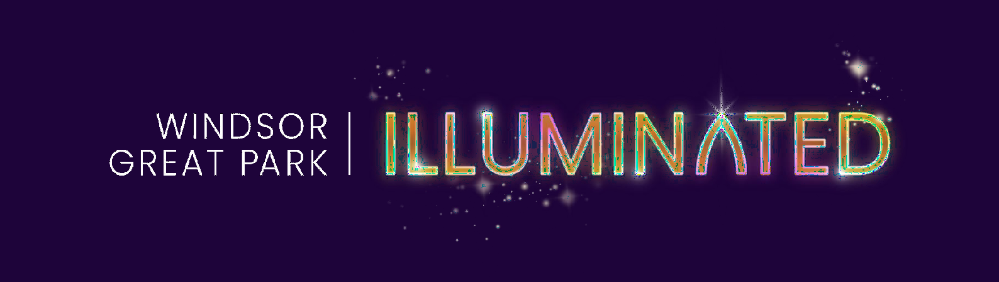 WINDSOR
GREAT PARK
ILLUMINATED